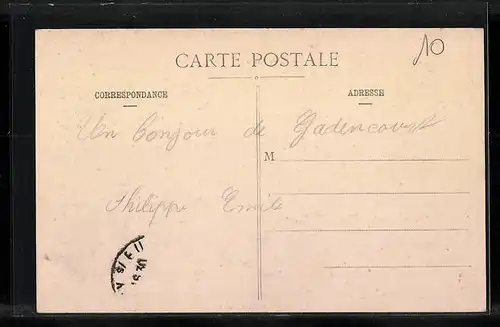 CARTE POSTALE
10
CORRESPONDANCE
ADRESSE
Un Bonjour de Gadencourt
M
Philippe Emile